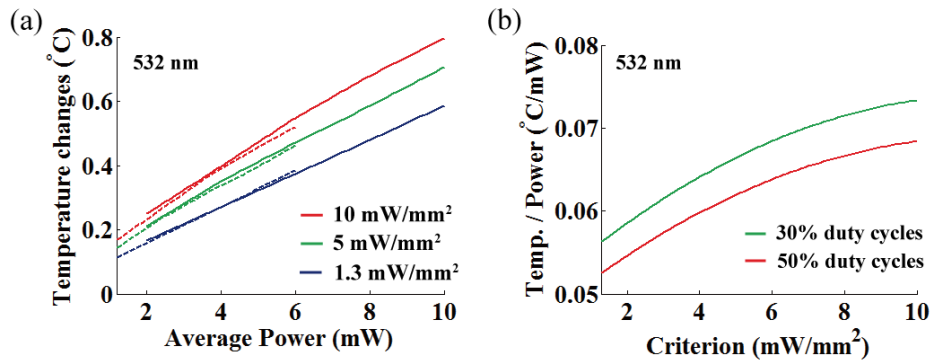 (a)
Temperature changes (°C)
0.8
0.6
0.4
0.2
0
532 nm
10 mW/mm²
5 mW/mm²
1.3 mW/mm²
2 4 6 8 10
Average Power (mW)
(b)
Temp. / Power (°C/mW)
0.08
0.07
0.06
0.05
532 nm
30% duty cycles
50% duty cycles
2 4 6 8 10
Criterion (mW/mm²)